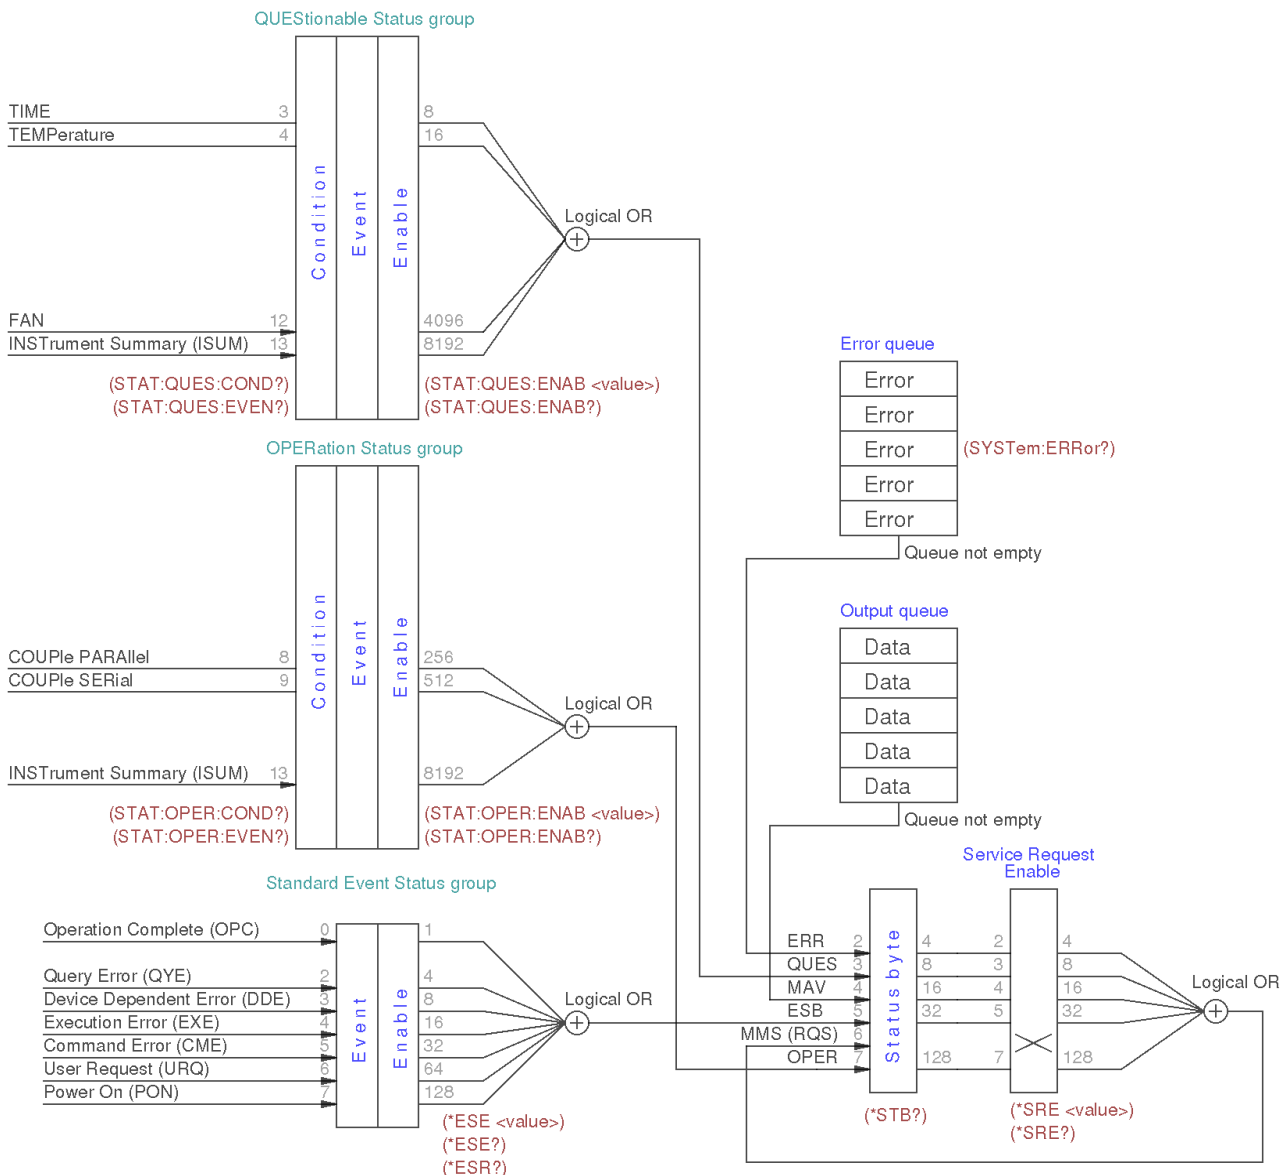 QUEStionable Status group
TIME 3 8
TEMPerature 4 16
Condition
Event
Enable
Logical OR
FAN 12 4096
INSTrument Summary (ISUM) 13 8192
(STAT:QUES:COND?) (STAT:QUES:ENAB <value>)
(STAT:QUES:EVEN?) (STAT:QUES:ENAB?)
Error queue
Error
Error
Error (SYSTem:ERRor?)
Error
Error
Queue not empty
OPERation Status group
Condition
Event
Enable
COUPle PARAllel 8 256
COUPle SERial 9 512
Logical OR
INSTrument Summary (ISUM) 13 8192
(STAT:OPER:COND?) (STAT:OPER:ENAB <value>)
(STAT:OPER:EVEN?) (STAT:OPER:ENAB?)
Output queue
Data
Data
Data
Data
Data
Queue not empty
Standard Event Status group
Operation Complete (OPC) 0 1
Query Error (QYE) 2 4
Device Dependent Error (DDE) 3 8
Execution Error (EXE) 4 16
Command Error (CME) 5 32
User Request (URQ) 6 64
Power On (PON) 7 128
Event
Enable
Logical OR
(*ESE <value>)
(*ESE?)
(*ESR?)
Service Request
Enable
ERR 2 4 2 4
QUES 3 8 3 8
MAV 4 16 4 16
ESB 5 32 5 32
MMS (RQS) 6
OPER 7 128 7 128
Status byte
Logical OR
(*STB?) (*SRE <value>)
(*SRE?)